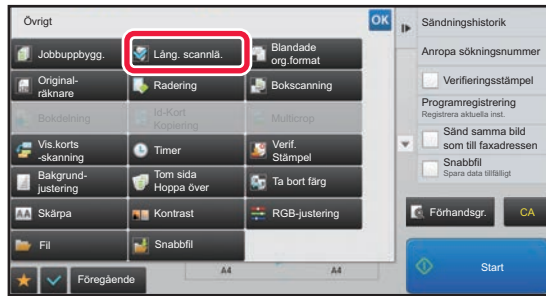 Övrigt
OK
Jobbuppbygg.
Lång. scannlä.
Blandade
org.format
Original-
räknare
Radering
Bokscanning
Bokdelning
Id-Kort
Kopiering
Multicrop
Vis.korts
-skanning
Timer
Verif.
Stämpel
Bakgrund-
justering
Tom sida
Hoppa över
Ta bort färg
Skärpa
Kontrast
RGB-justering
Fil
Snabbfil
Föregående
A4
A4
Sändningshistorik
Anropa sökningsnummer
Verifieringsstämpel
Programregistrering
Registrera aktuella inst.
Sänd samma bild
som till faxadressen
Snabbfil
Spara data tillfälligt
Förhandsgr.
CA
Start